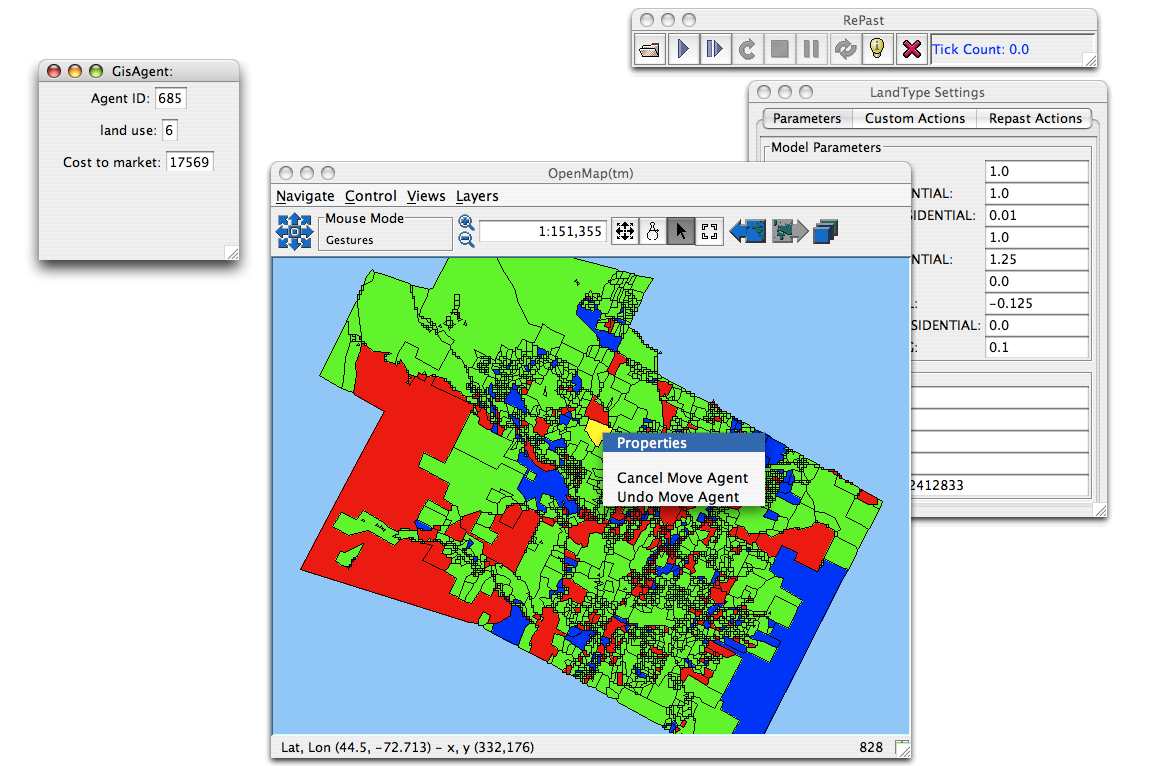 RePast
Tick Count: 0.0
GisAgent:
Agent ID: 685
land use: 6
Cost to market: 17569
LandType Settings
Parameters Custom Actions Repast Actions
Model Parameters
1.0
NTIAL: 1.0
SIDENTIAL: 0.01
1.0
NTIAL: 1.25
0.0
-0.125
SIDENTIAL: 0.0
G: 0.1
2412833
OpenMap(tm)
Navigate Control Views Layers
Mouse Mode
Gestures
1:151,355
Properties
Cancel Move Agent
Undo Move Agent
Lat, Lon (44.5, -72.713) - x, y (332,176) 828